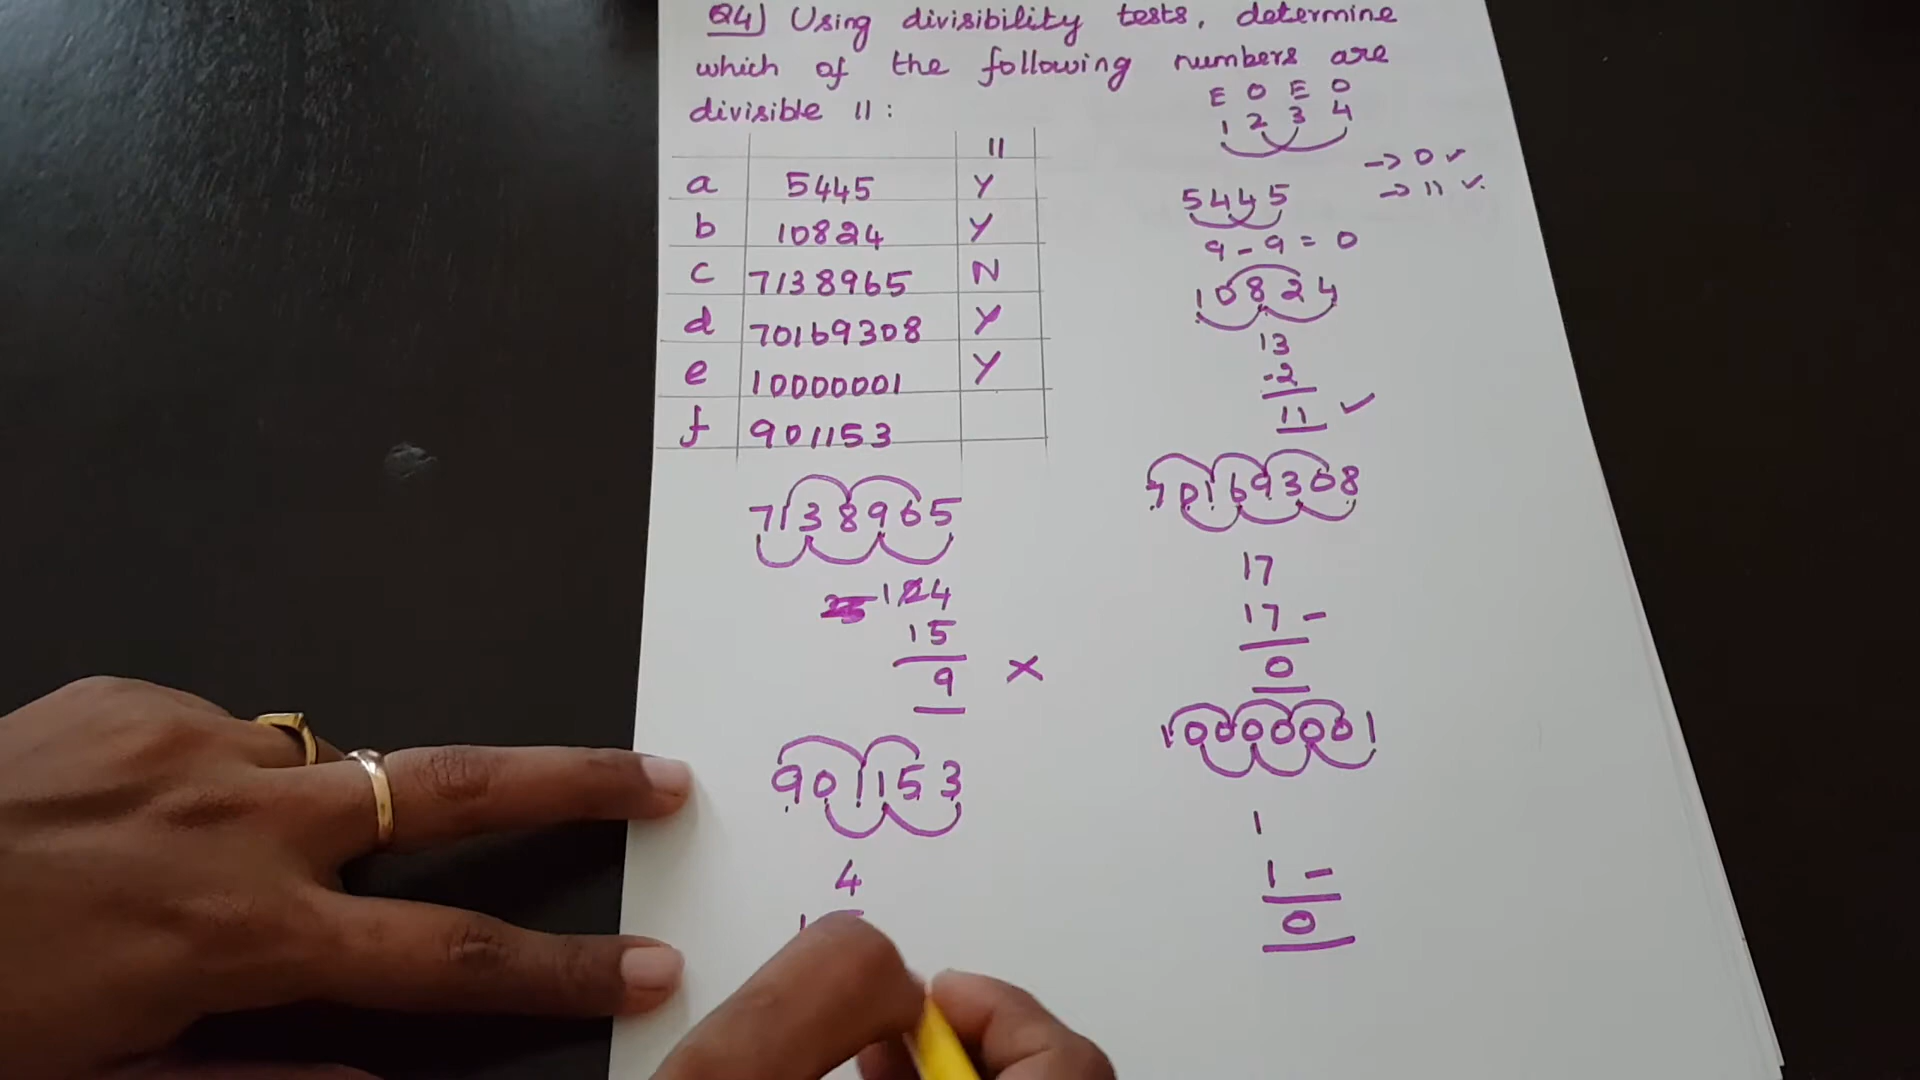 Q4) Using divisibility tests, determine
which of the following numbers are
divisible 11:
E O E O
1 2 3 4
→ 0 ✓
→ 11 ✓
11
a 5445 Y
b 10824 Y
c 7138965 N
d 70169308 Y
e 10000001 Y
f 901153
5445
9 - 9 = 0
10824
13
-2
11 ✓
7138965
24
15
9 ×
70169308
17
17 -
0
901153
4
1
10000001
1
1 -
0